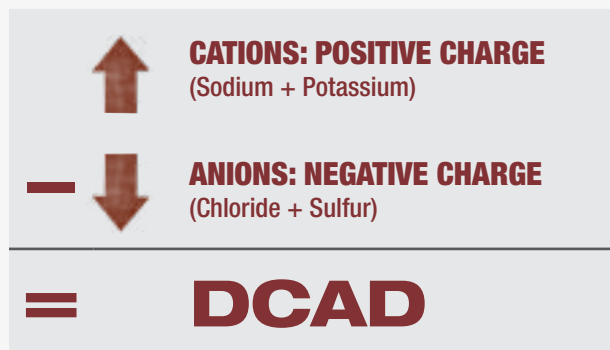 CATIONS: POSITIVE CHARGE
(Sodium + Potassium)
− ANIONS: NEGATIVE CHARGE
(Chloride + Sulfur)
= DCAD